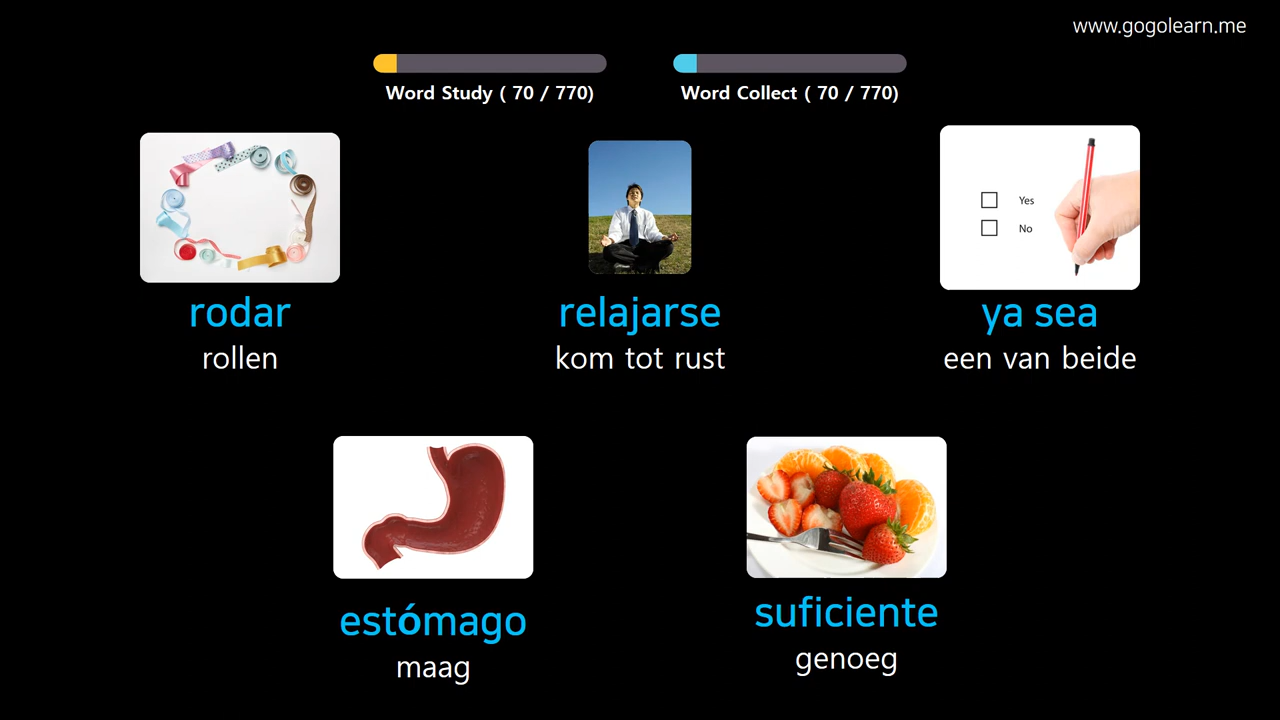 www.gogolearn.me
Word Study ( 70 / 770)
Word Collect ( 70 / 770)
Yes
No
rodar
rollen
relajarse
kom tot rust
ya sea
een van beide
estómago
maag
suficiente
genoeg